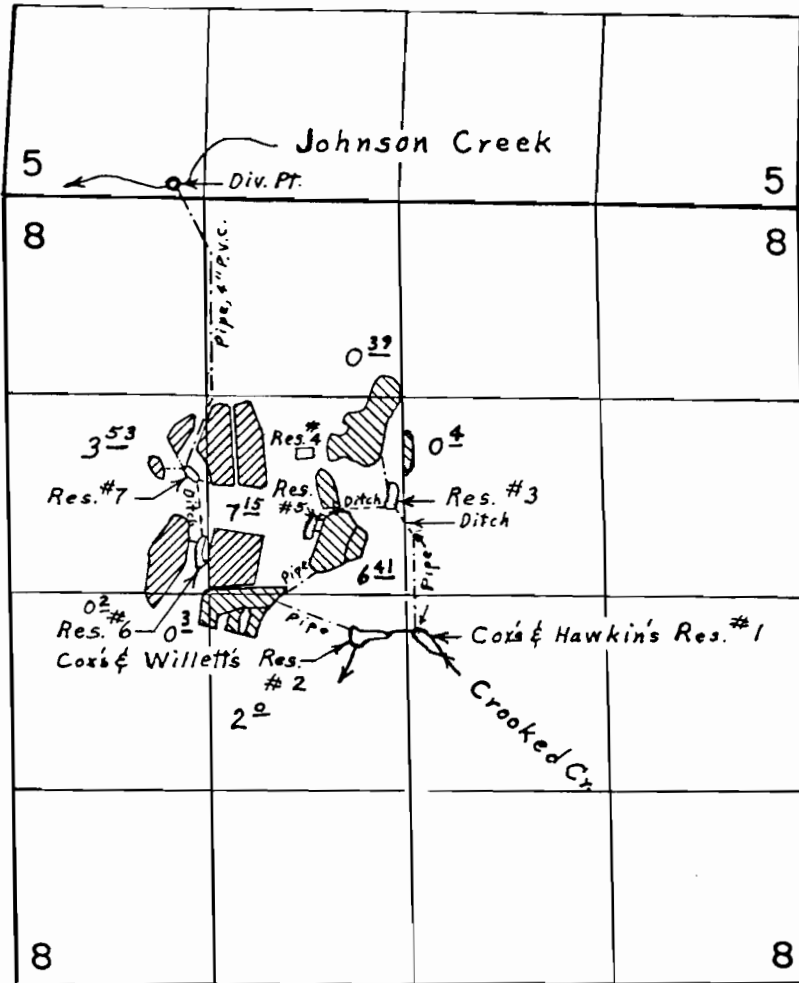 Johnson Creek
5
5
Div. Pt.
8
8
Pipe, 4" P.V.C.
0 39
3 53
Res. #4
0 4
Res. #7
Ditch
Res. #5
Ditch
Res. #3
7 15
Ditch
Pipe
6 41
Pipe
0 2
Res. #6
0 3
Pipe
Cox's & Hawkin's Res. #1
Cox's & Willett's Res.
# 2
2 0
Crooked Cr.
8
8